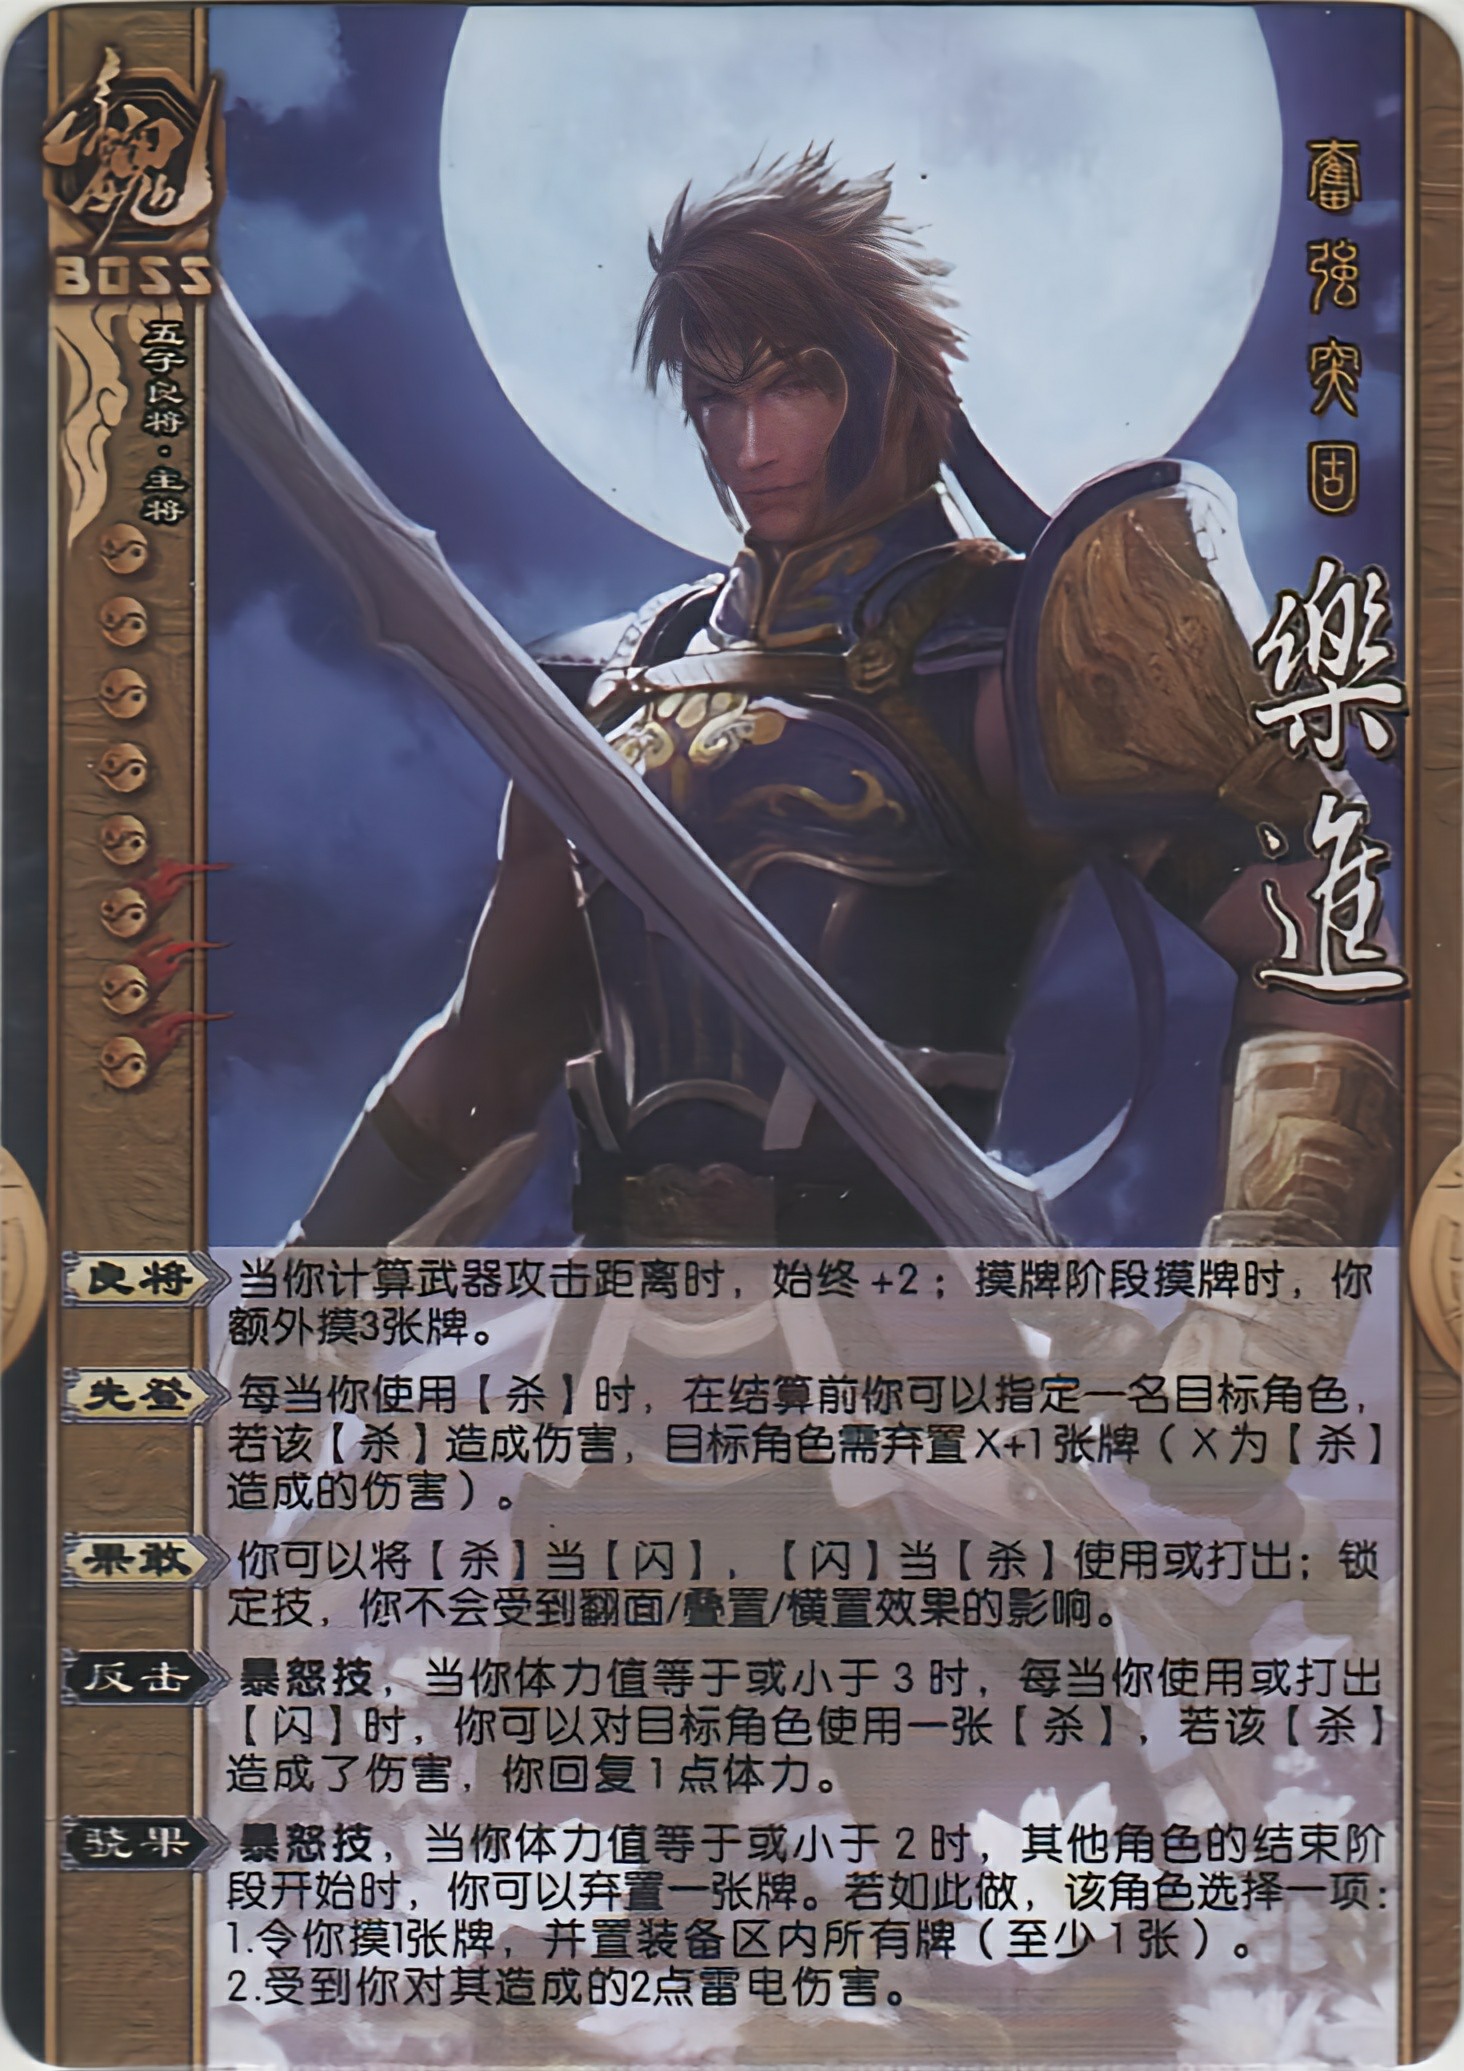 魏
BOSS
五子良将·主将
奮强突固
樂進
良将 当你计算武器攻击距离时，始终+2；摸牌阶段摸牌时，你
额外摸3张牌。
先登 每当你使用【杀】时，在结算前你可以指定一名目标角色，
若该【杀】造成伤害，目标角色需弃置X+1张牌（X为【杀】
造成的伤害）。
果敢 你可以将【杀】当【闪】，【闪】当【杀】使用或打出；锁
定技，你不会受到翻面/叠置/横置效果的影响。
反击 暴怒技，当你体力值等于或小于3时，每当你使用或打出
【闪】时，你可以对目标角色使用一张【杀】，若该【杀】
造成了伤害，你回复1点体力。
骁果 暴怒技，当你体力值等于或小于2时，其他角色的结束阶
段开始时，你可以弃置一张牌。若如此做，该角色选择一项：
1.令你摸1张牌，并置装备区内所有牌（至少1张）。
2.受到你对其造成的2点雷电伤害。